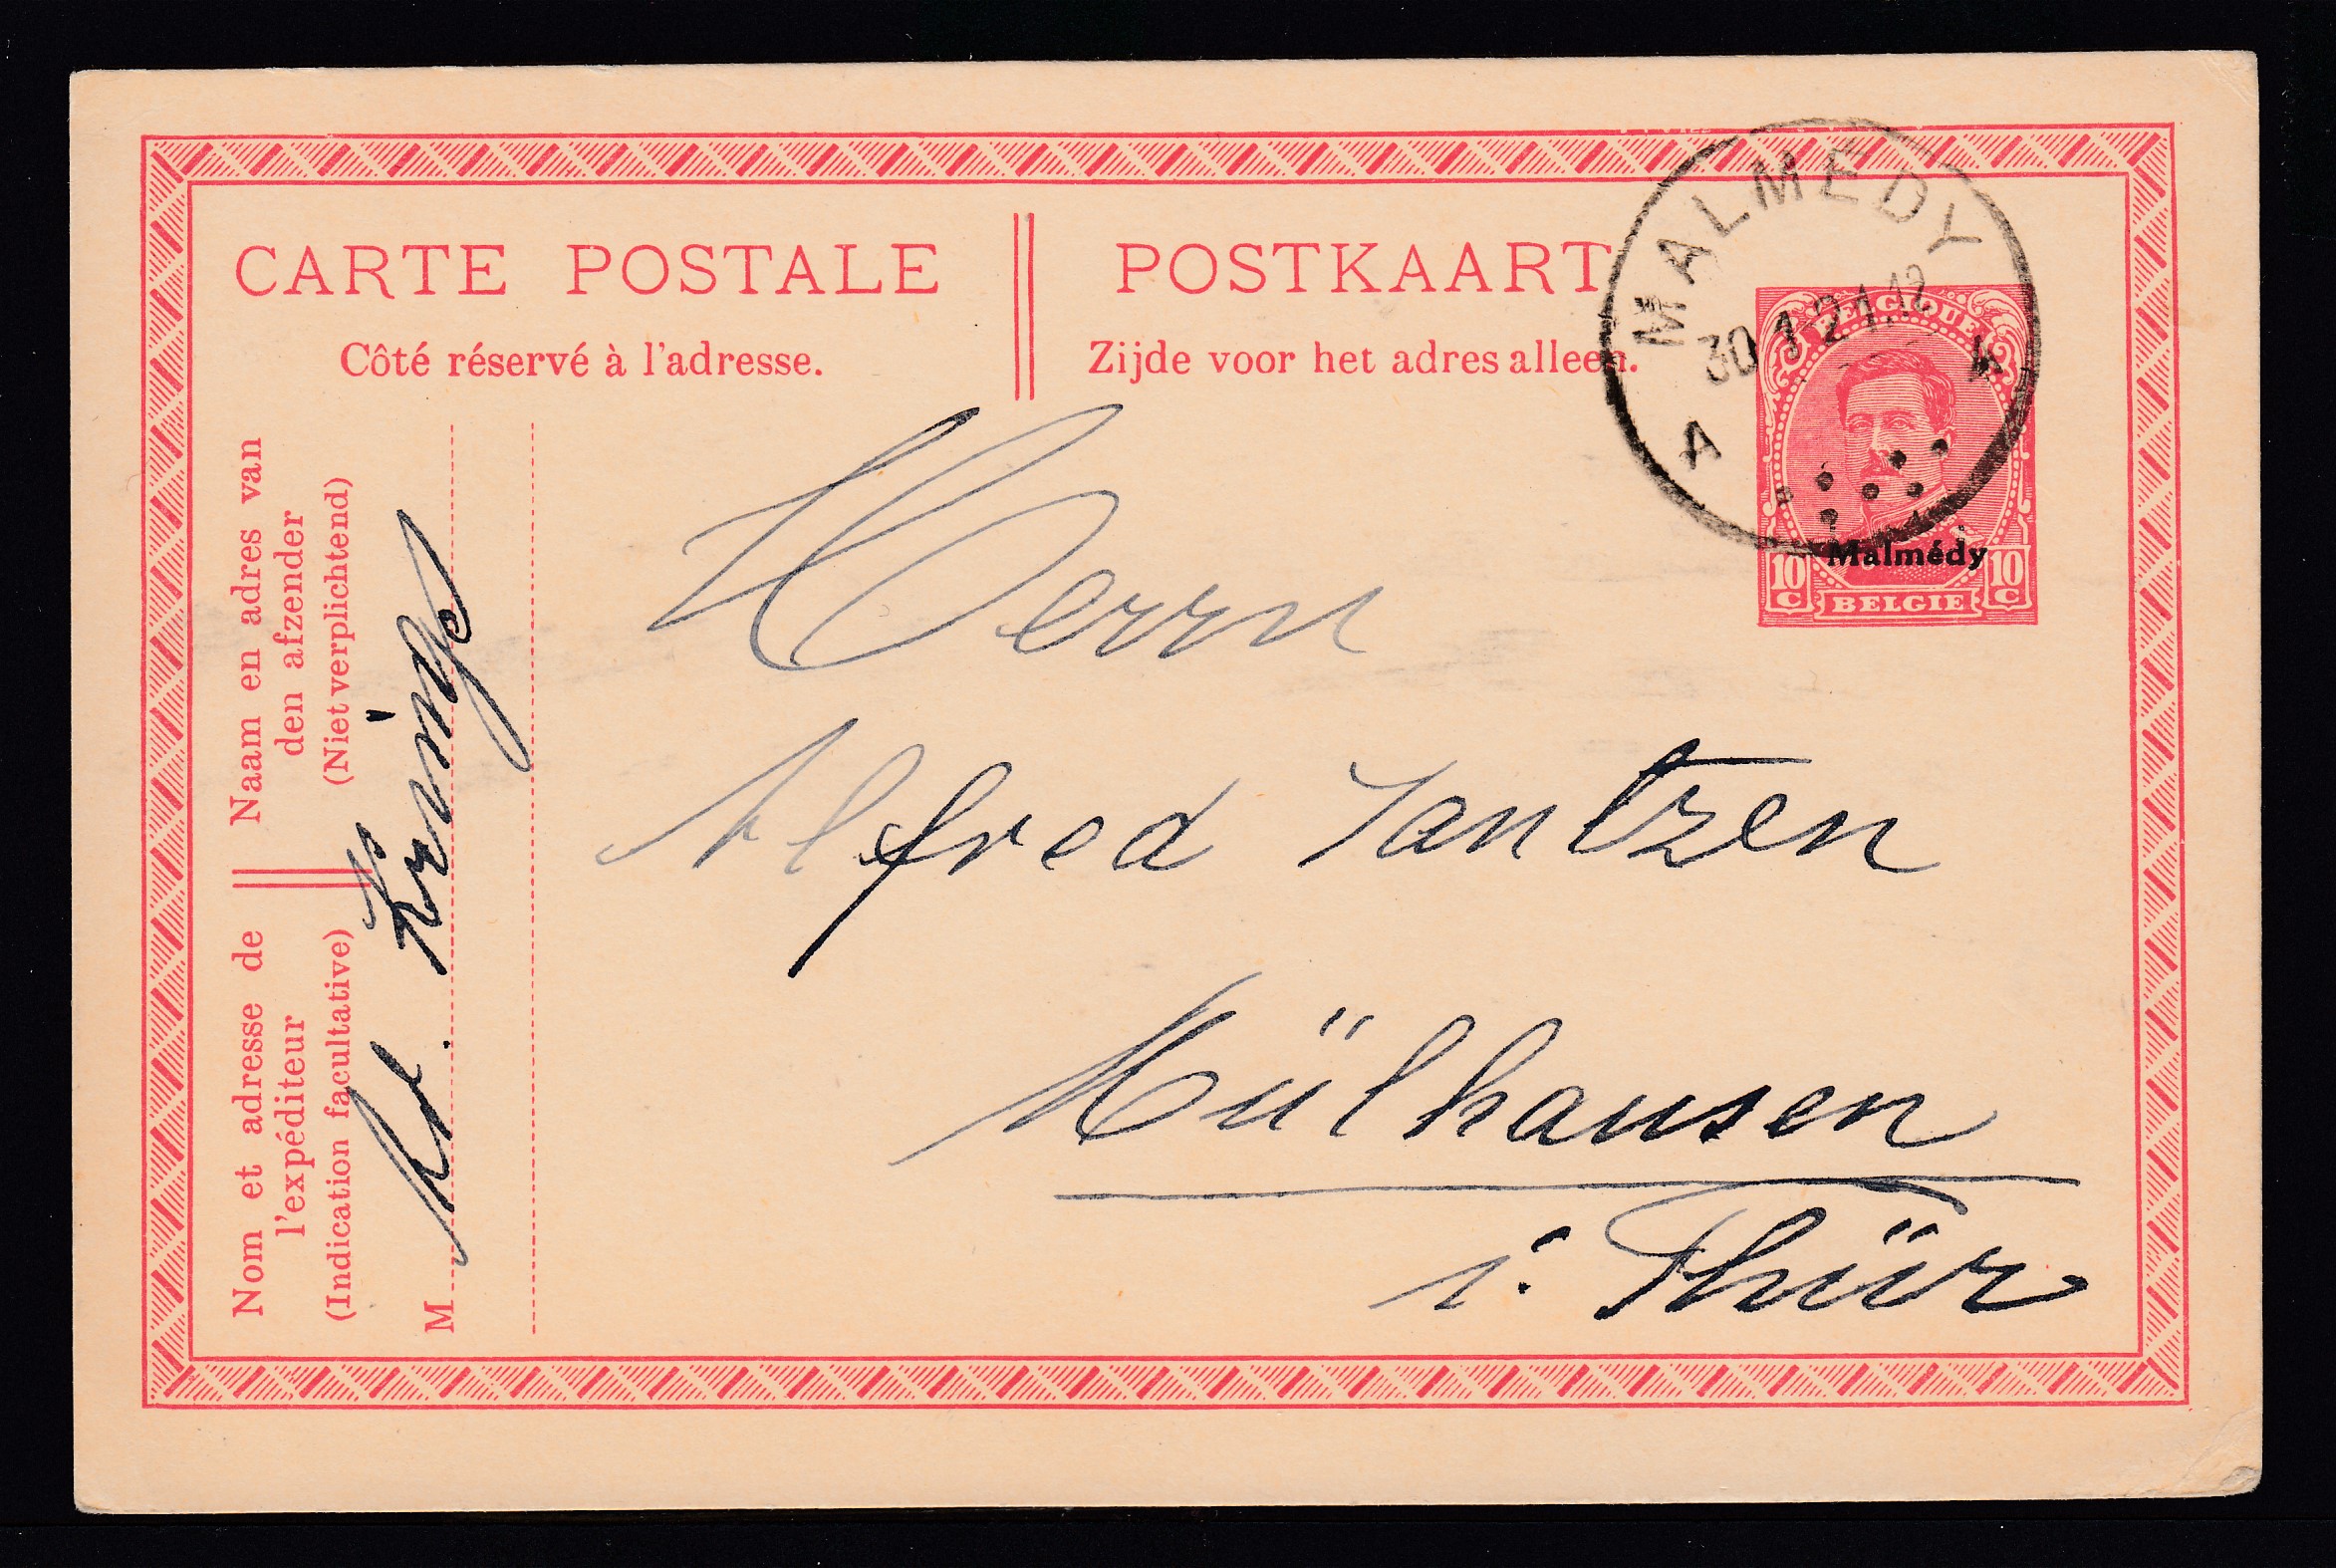 CARTE POSTALE
Côté réservé à l'adresse.
POSTKAART
Zijde voor het adres alleen.
MALMEDY
30 1-21.12
A
BELGIQUE
Malmédy
10 C BELGIE 10 C
Naam en adres van
den afzender
(Niet verplichtend)
Nom et adresse de
l'expéditeur
(Indication facultative)
M
Krings
Herrn
Alfred Jantzen
Mülhausen
i. Thür